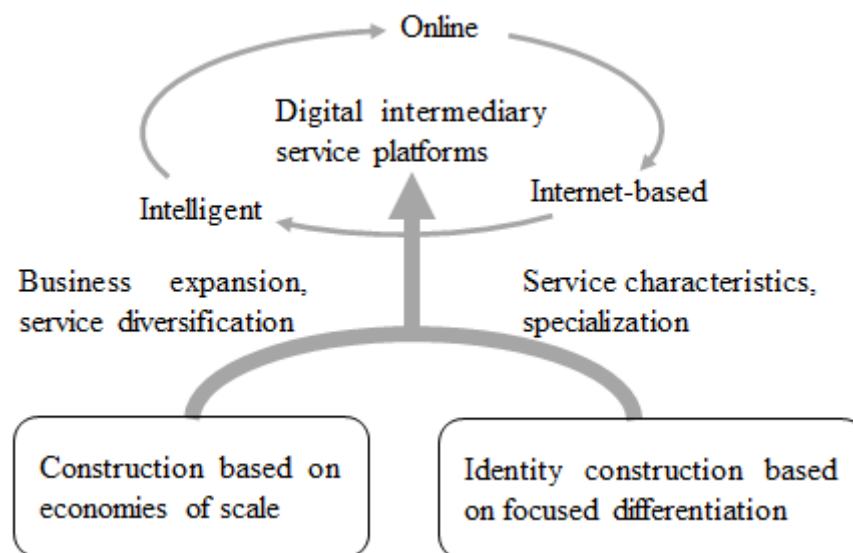 Online
Digital intermediary
service platforms
Intelligent
Internet-based
Business expansion,
service diversification
Service characteristics,
specialization
Construction based on
economies of scale
Identity construction based
on focused differentiation